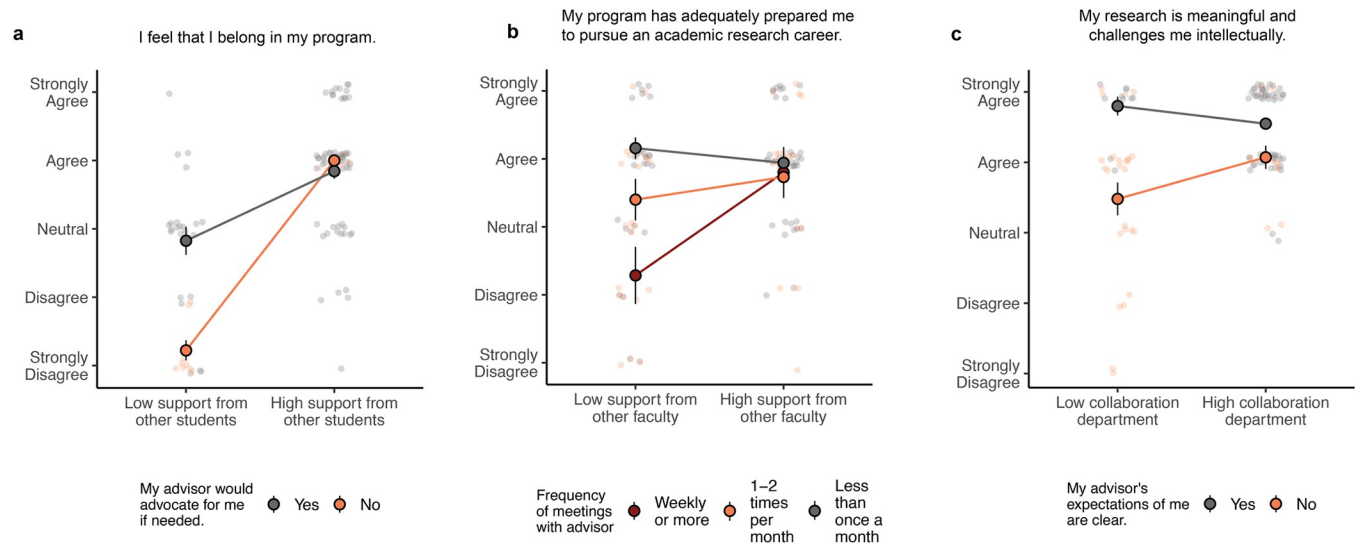 a
I feel that I belong in my program.
Strongly
Agree
Agree
Neutral
Disagree
Strongly
Disagree
Low support from
other students
High support from
other students
My advisor would
advocate for me
if needed.
Yes
No
b
My program has adequately prepared me
to pursue an academic research career.
Strongly
Agree
Agree
Neutral
Disagree
Strongly
Disagree
Low support from
other faculty
High support from
other faculty
Frequency
of meetings
with advisor
Weekly
or more
1–2
times
per
month
Less
than
once a
month
c
My research is meaningful and
challenges me intellectually.
Strongly
Agree
Agree
Neutral
Disagree
Strongly
Disagree
Low collaboration
department
High collaboration
department
My advisor's
expectations of me
are clear.
Yes
No